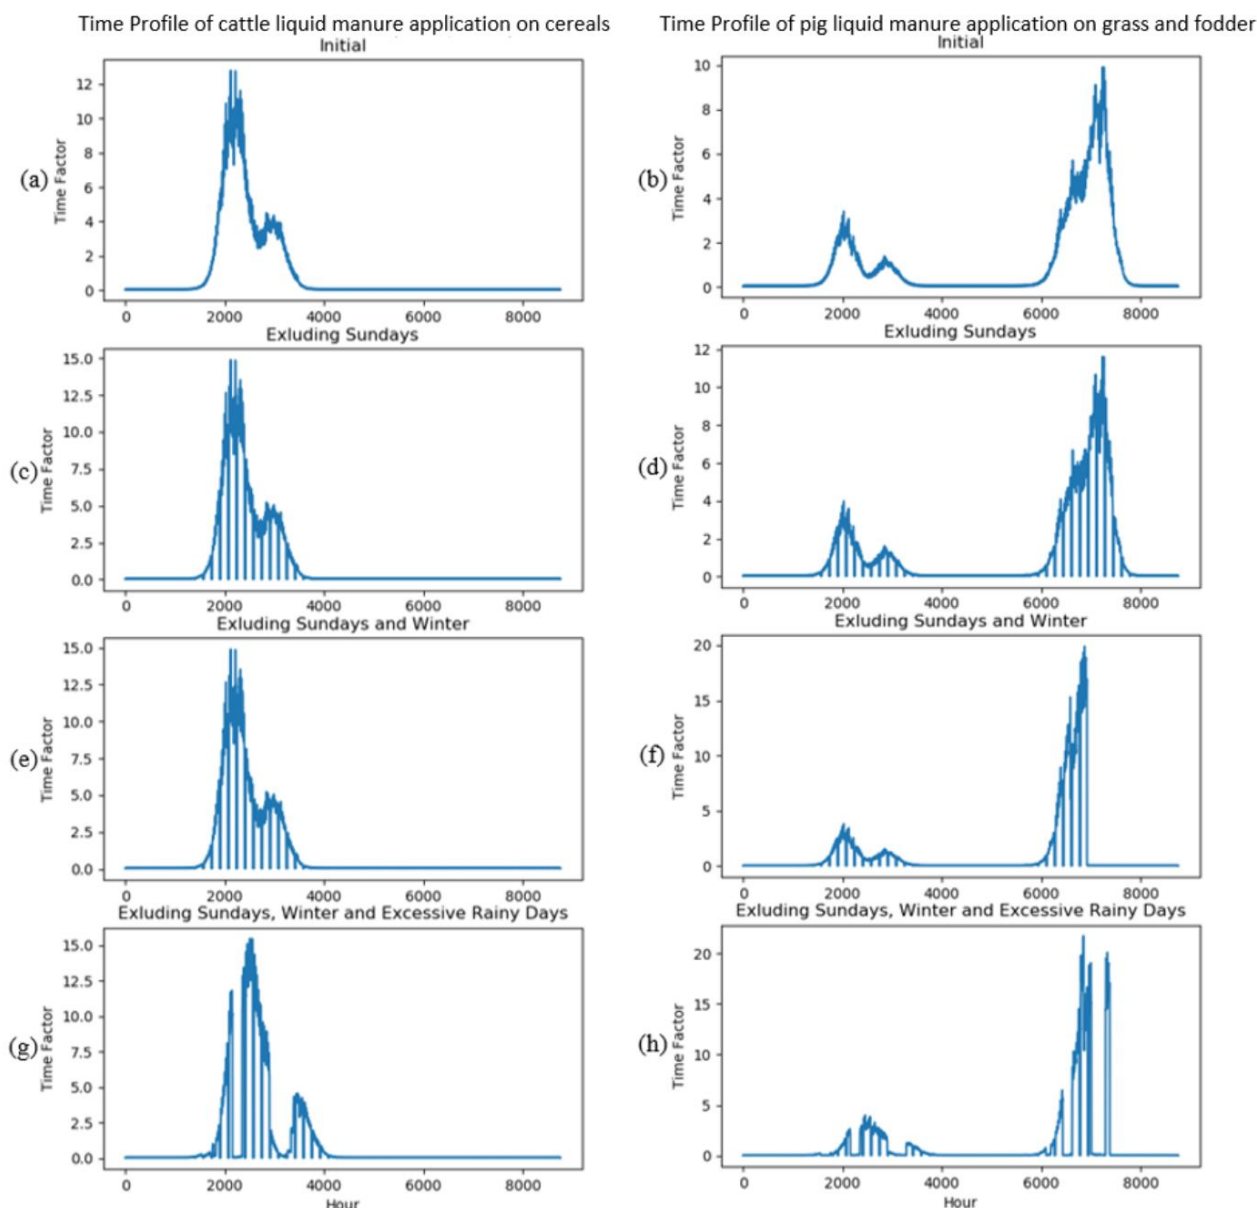 Time Profile of cattle liquid manure application on cereals
Time Profile of pig liquid manure application on grass and fodder
Initial
(a)
Time Factor
12
10
8
6
4
2
0
0 2000 4000 6000 8000
Initial
(b)
Time Factor
10
8
6
4
2
0
0 2000 4000 6000 8000
Exluding Sundays
(c)
Time Factor
15.0
12.5
10.0
7.5
5.0
2.5
0.0
0 2000 4000 6000 8000
Exluding Sundays
(d)
Time Factor
12
10
8
6
4
2
0
0 2000 4000 6000 8000
Exluding Sundays and Winter
(e)
Time Factor
15.0
12.5
10.0
7.5
5.0
2.5
0.0
0 2000 4000 6000 8000
Exluding Sundays and Winter
(f)
Time Factor
20
15
10
5
0
0 2000 4000 6000 8000
Exluding Sundays, Winter and Excessive Rainy Days
(g)
Time Factor
15.0
12.5
10.0
7.5
5.0
2.5
0.0
0 2000 4000 6000 8000
Hour
Exluding Sundays, Winter and Excessive Rainy Days
(h)
Time Factor
20
15
10
5
0
0 2000 4000 6000 8000
Hour